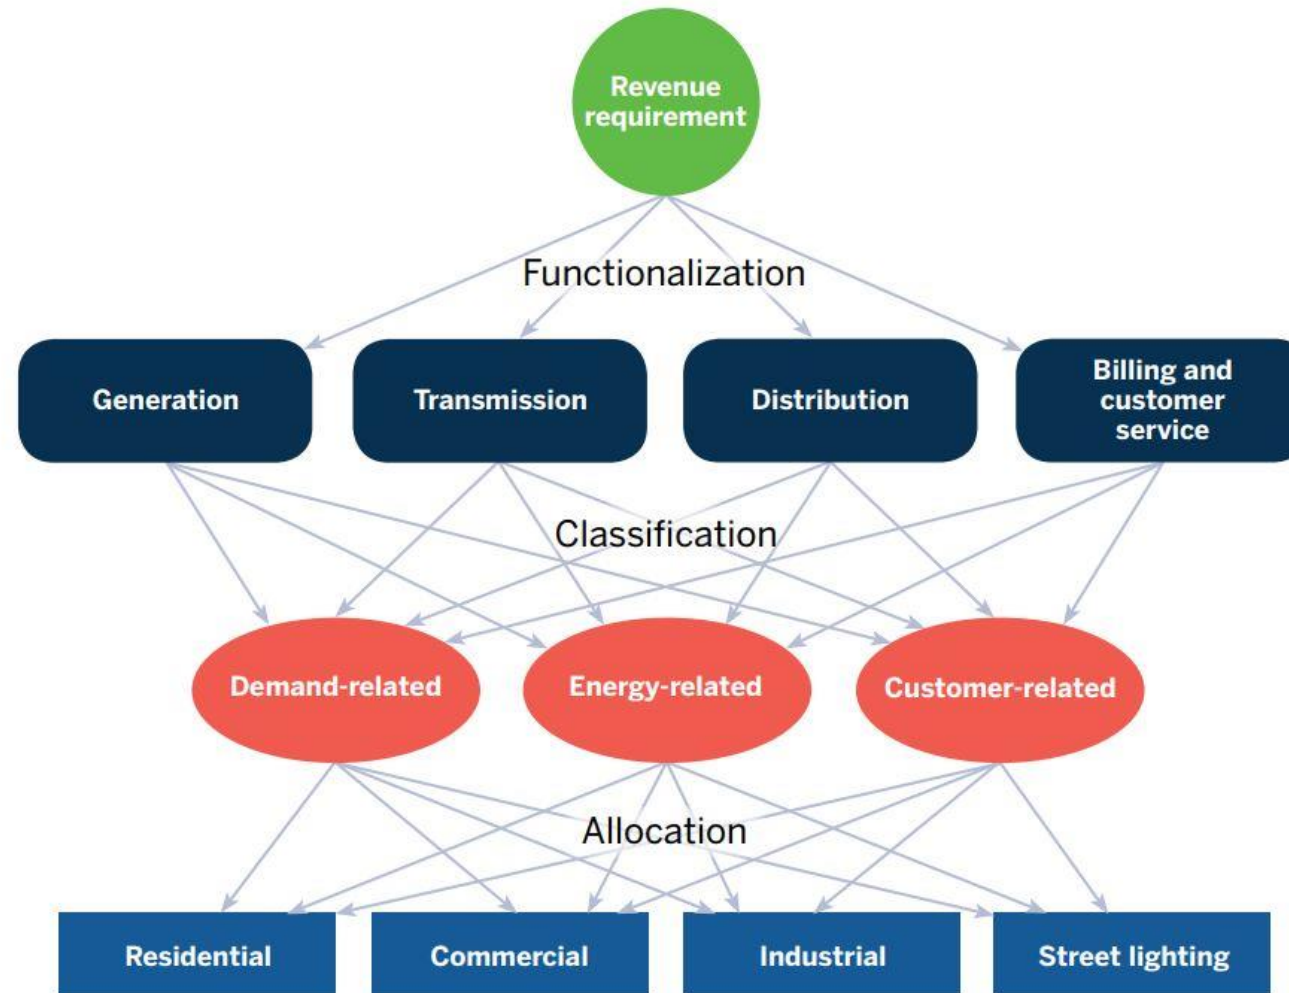 Revenue
requirement
Functionalization
Generation
Transmission
Distribution
Billing and
customer
service
Classification
Demand-related
Energy-related
Customer-related
Allocation
Residential
Commercial
Industrial
Street lighting